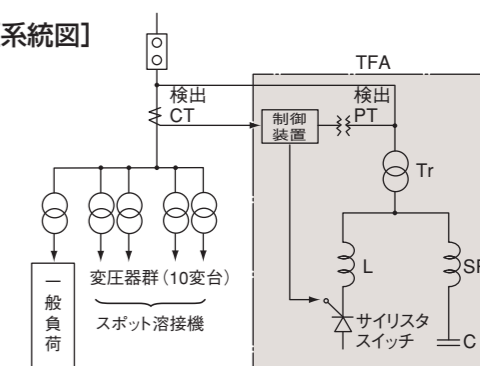 系統図]
TFA
検出
CT
検出
PT
制御
装置
Tr
L
SR
変圧器群(10変台)
スポット溶接機
一般負荷
サイリスタ
スイッチ
C